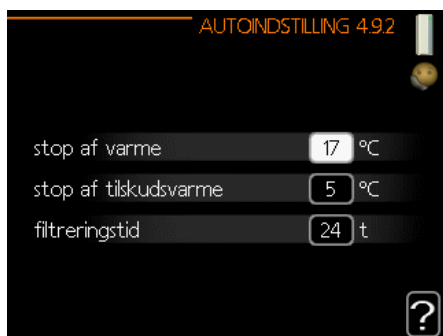 AUTOINDSTILLING 4.9.2
stop af varme 17 °C
stop af tilskudsvarme 5 °C
filtreringstid 24 t
?